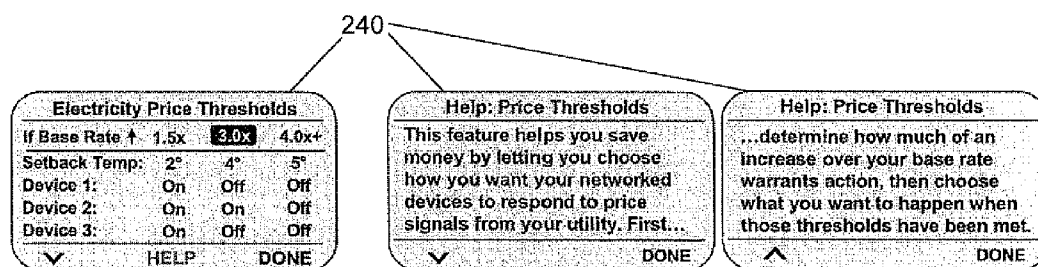 240
Electricity Price Thresholds
If Base Rate ↑ 1.5x 3.0x 4.0x+
Setback Temp: 2° 4° 5°
Device 1: On Off Off
Device 2: On On Off
Device 3: On Off Off
HELP DONE
Help: Price Thresholds
This feature helps you save
money by letting you choose
how you want your networked
devices to respond to price
signals from your utility. First...
DONE
Help: Price Thresholds
...determine how much of an
increase over your base rate
warrants action, then choose
what you want to happen when
those thresholds have been met.
DONE